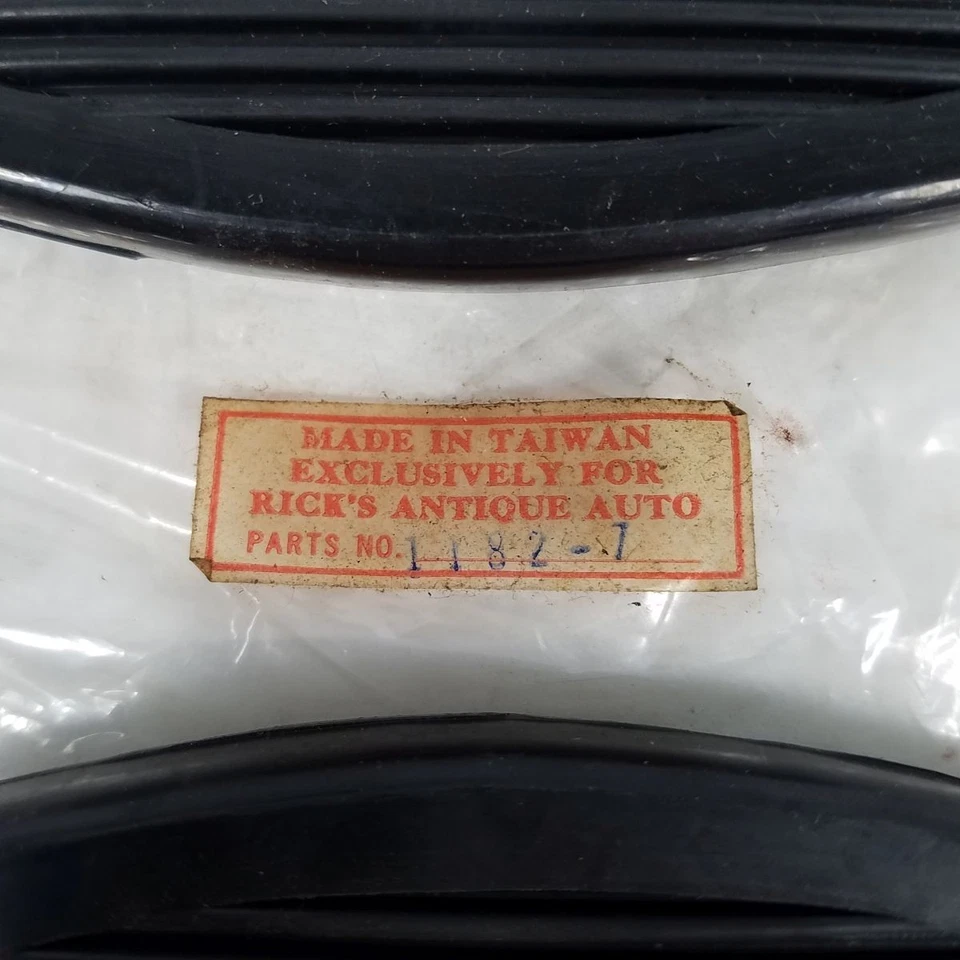 MADE IN TAIWAN
EXCLUSIVELY FOR
RICK'S ANTIQUE AUTO
PARTS NO. 1182-7